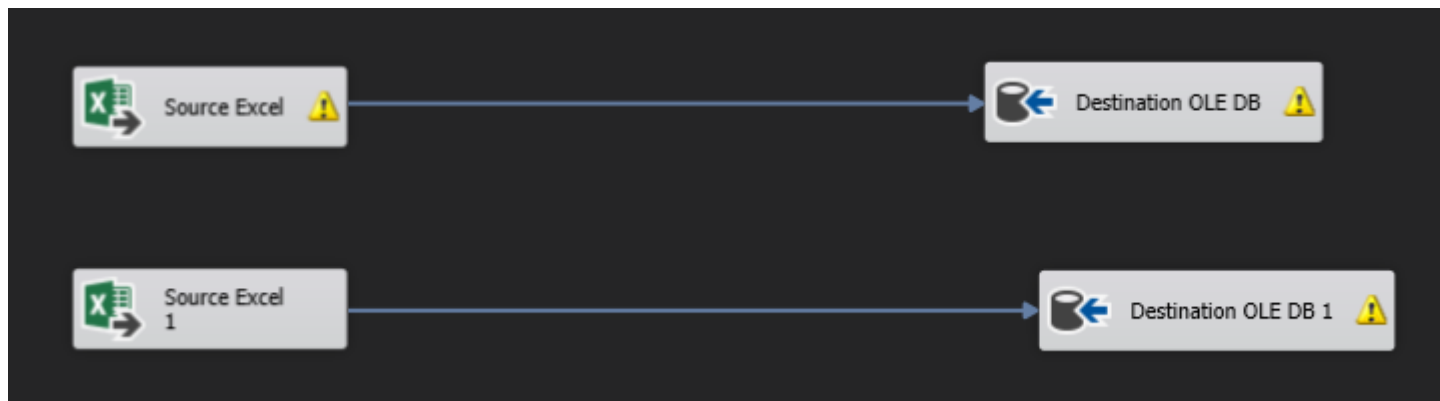 Source Excel
Destination OLE DB
Source Excel
1
Destination OLE DB 1